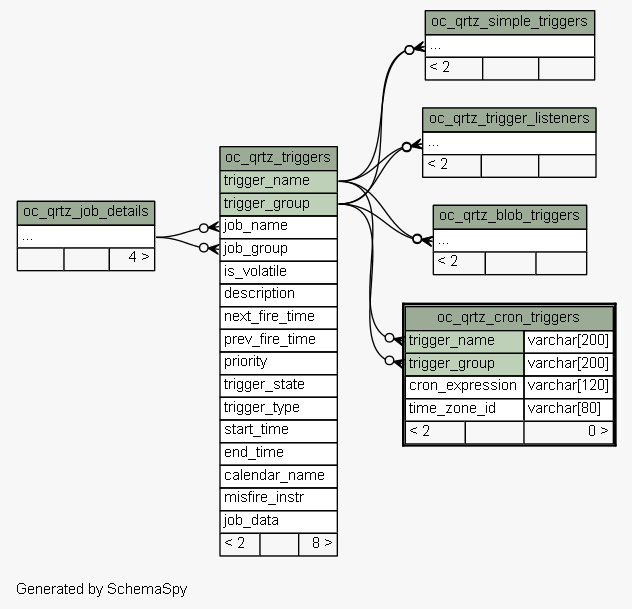 oc_qrtz_simple_triggers
...
< 2
oc_qrtz_trigger_listeners
...
< 2
oc_qrtz_triggers
trigger_name
trigger_group
job_name
job_group
is_volatile
description
next_fire_time
prev_fire_time
priority
trigger_state
trigger_type
start_time
end_time
calendar_name
misfire_instr
job_data
< 2 8 >
oc_qrtz_job_details
...
4 >
oc_qrtz_blob_triggers
...
< 2
oc_qrtz_cron_triggers
trigger_name varchar[200]
trigger_group varchar[200]
cron_expression varchar[120]
time_zone_id varchar[80]
< 2 0 >
Generated by SchemaSpy